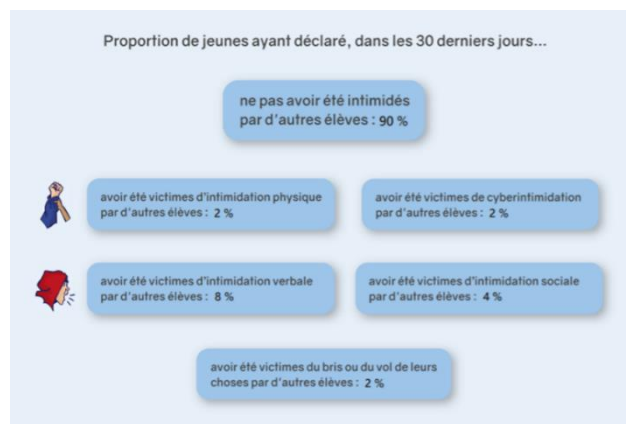 Proportion de jeunes ayant déclaré, dans les 30 derniers jours...
ne pas avoir été intimidés
par d'autres élèves : 90 %
avoir été victimes d'intimidation physique
par d'autres élèves : 2 %
avoir été victimes de cyberintimidation
par d'autres élèves : 2 %
avoir été victimes d'intimidation verbale
par d'autres élèves : 8 %
avoir été victimes d'intimidation sociale
par d'autres élèves : 4 %
avoir été victimes du bris ou du vol de leurs
choses par d'autres élèves : 2 %